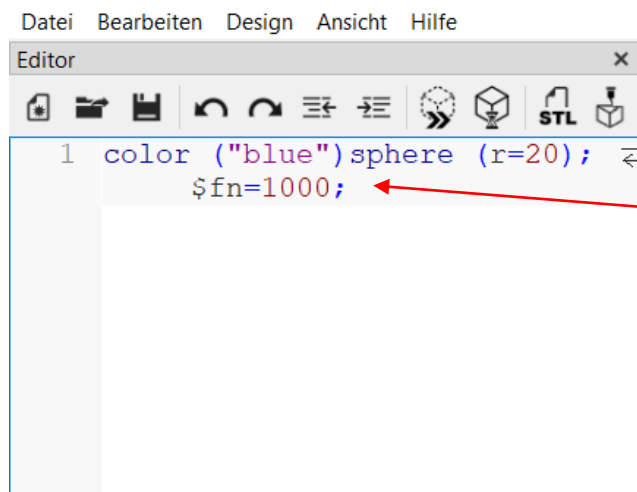 Datei Bearbeiten Design Ansicht Hilfe
Editor
STL
1 color ("blue")sphere (r=20);
$fn=1000;